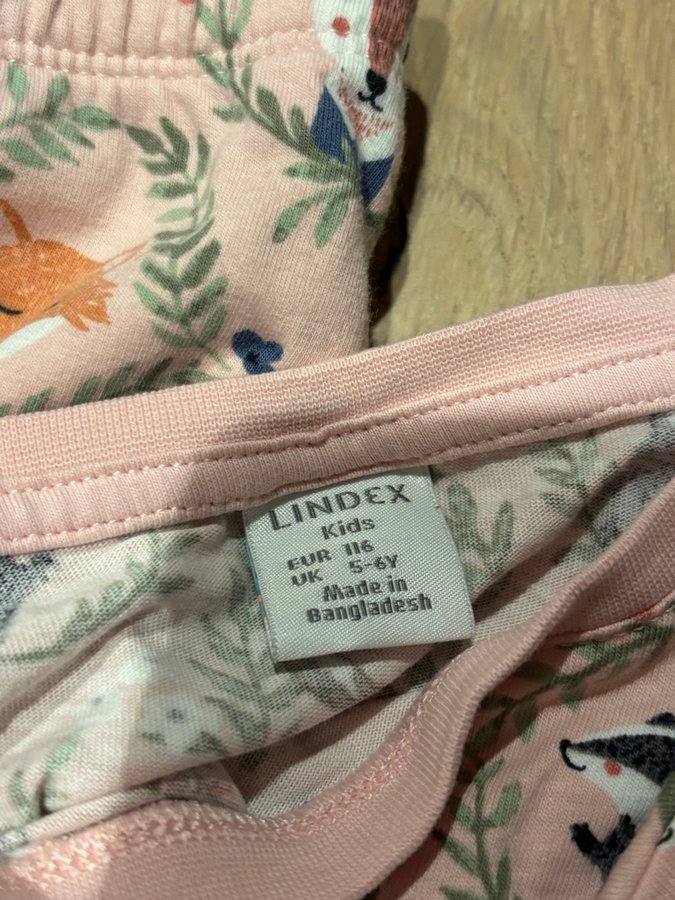 LINDEX
Kids
EUR 116
UK 5-6Y
Made in
Bangladesh